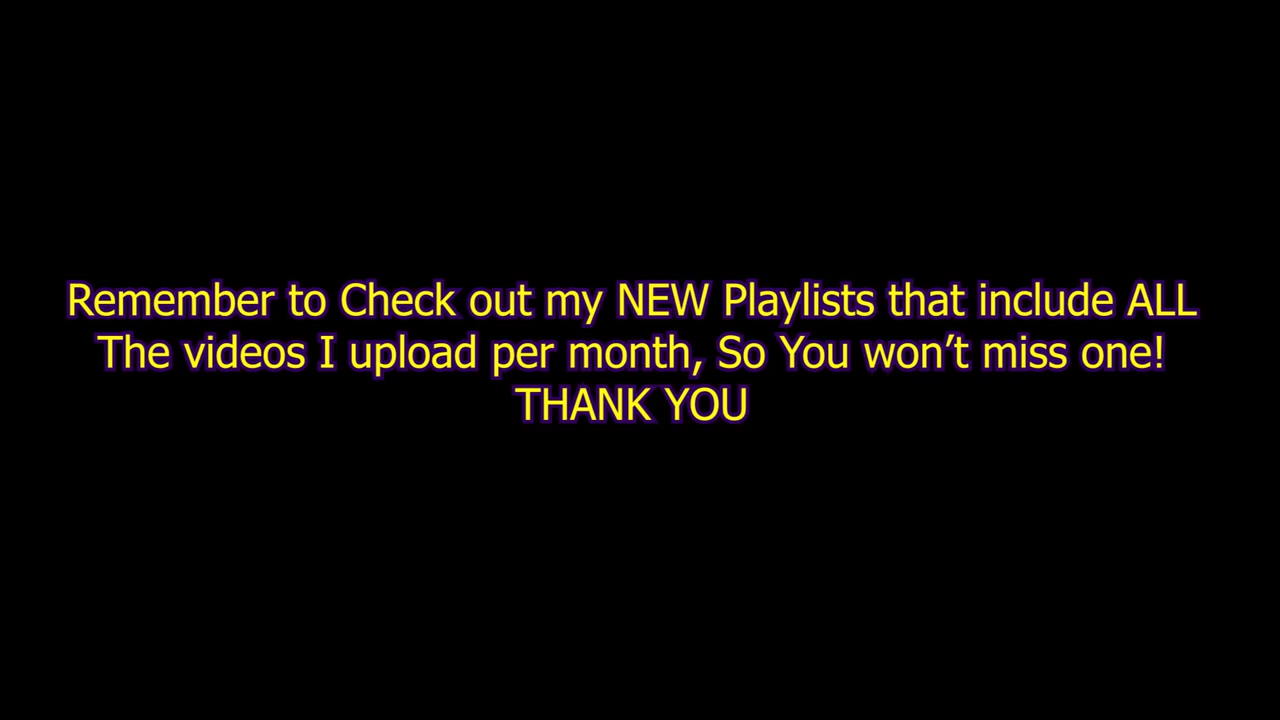 Remember to Check out my NEW Playlists that include ALL
The videos I upload per month, So You won’t miss one!
THANK YOU